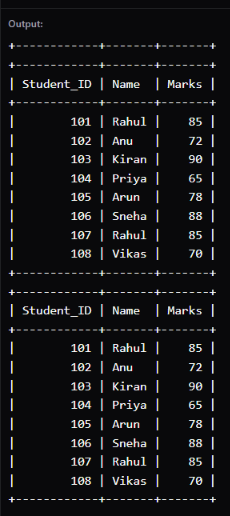 Output:
+------------+-------+-------+
+------------+-------+-------+
| Student_ID | Name  | Marks |
+------------+-------+-------+
|        101 | Rahul |    85 |
|        102 | Anu   |    72 |
|        103 | Kiran |    90 |
|        104 | Priya |    65 |
|        105 | Arun  |    78 |
|        106 | Sneha |    88 |
|        107 | Rahul |    85 |
|        108 | Vikas |    70 |
+------------+-------+-------+
+------------+-------+-------+
| Student_ID | Name  | Marks |
+------------+-------+-------+
|        101 | Rahul |    85 |
|        102 | Anu   |    72 |
|        103 | Kiran |    90 |
|        104 | Priya |    65 |
|        105 | Arun  |    78 |
|        106 | Sneha |    88 |
|        107 | Rahul |    85 |
|        108 | Vikas |    70 |
+------------+-------+-------+